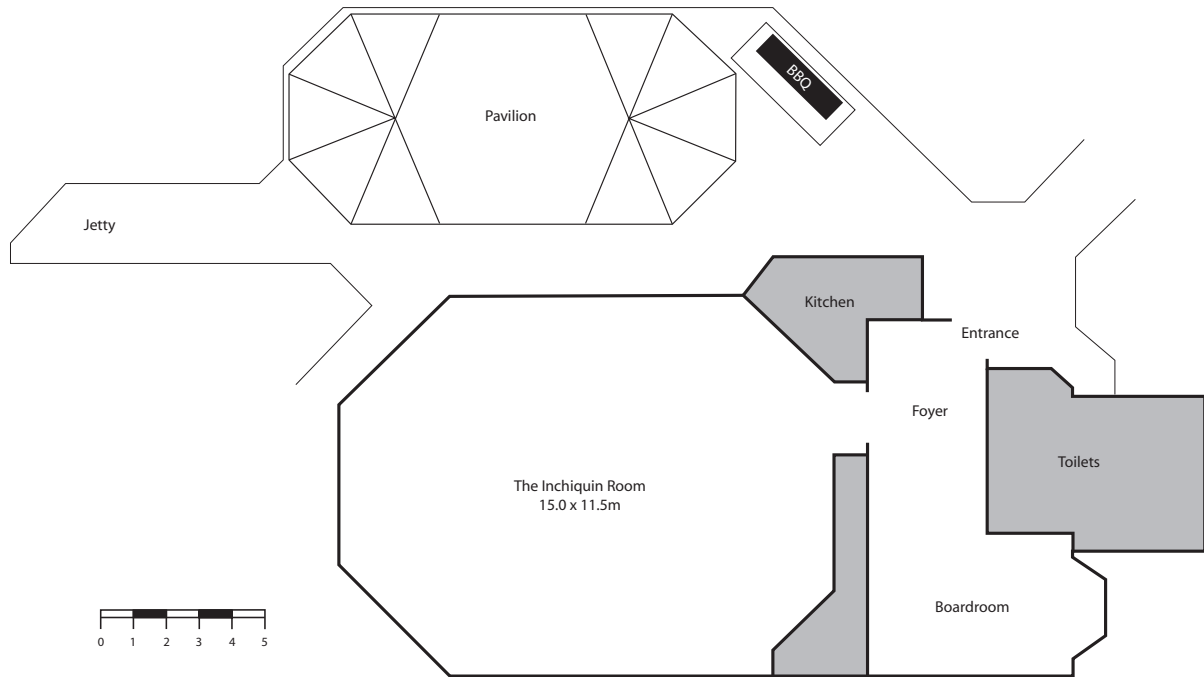 BBQ
Pavilion
Jetty
Kitchen
Entrance
Foyer
Toilets
The Inchiquin Room
15.0 x 11.5m
Boardroom
0 1 2 3 4 5